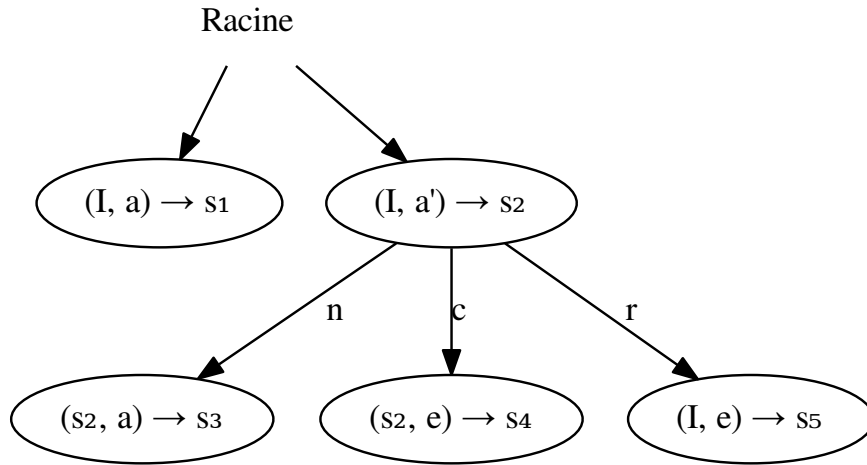 Racine
(I, a) → s₁
(I, a') → s₂
n
c
r
(s₂, a) → s₃
(s₂, e) → s₄
(I, e) → s₅